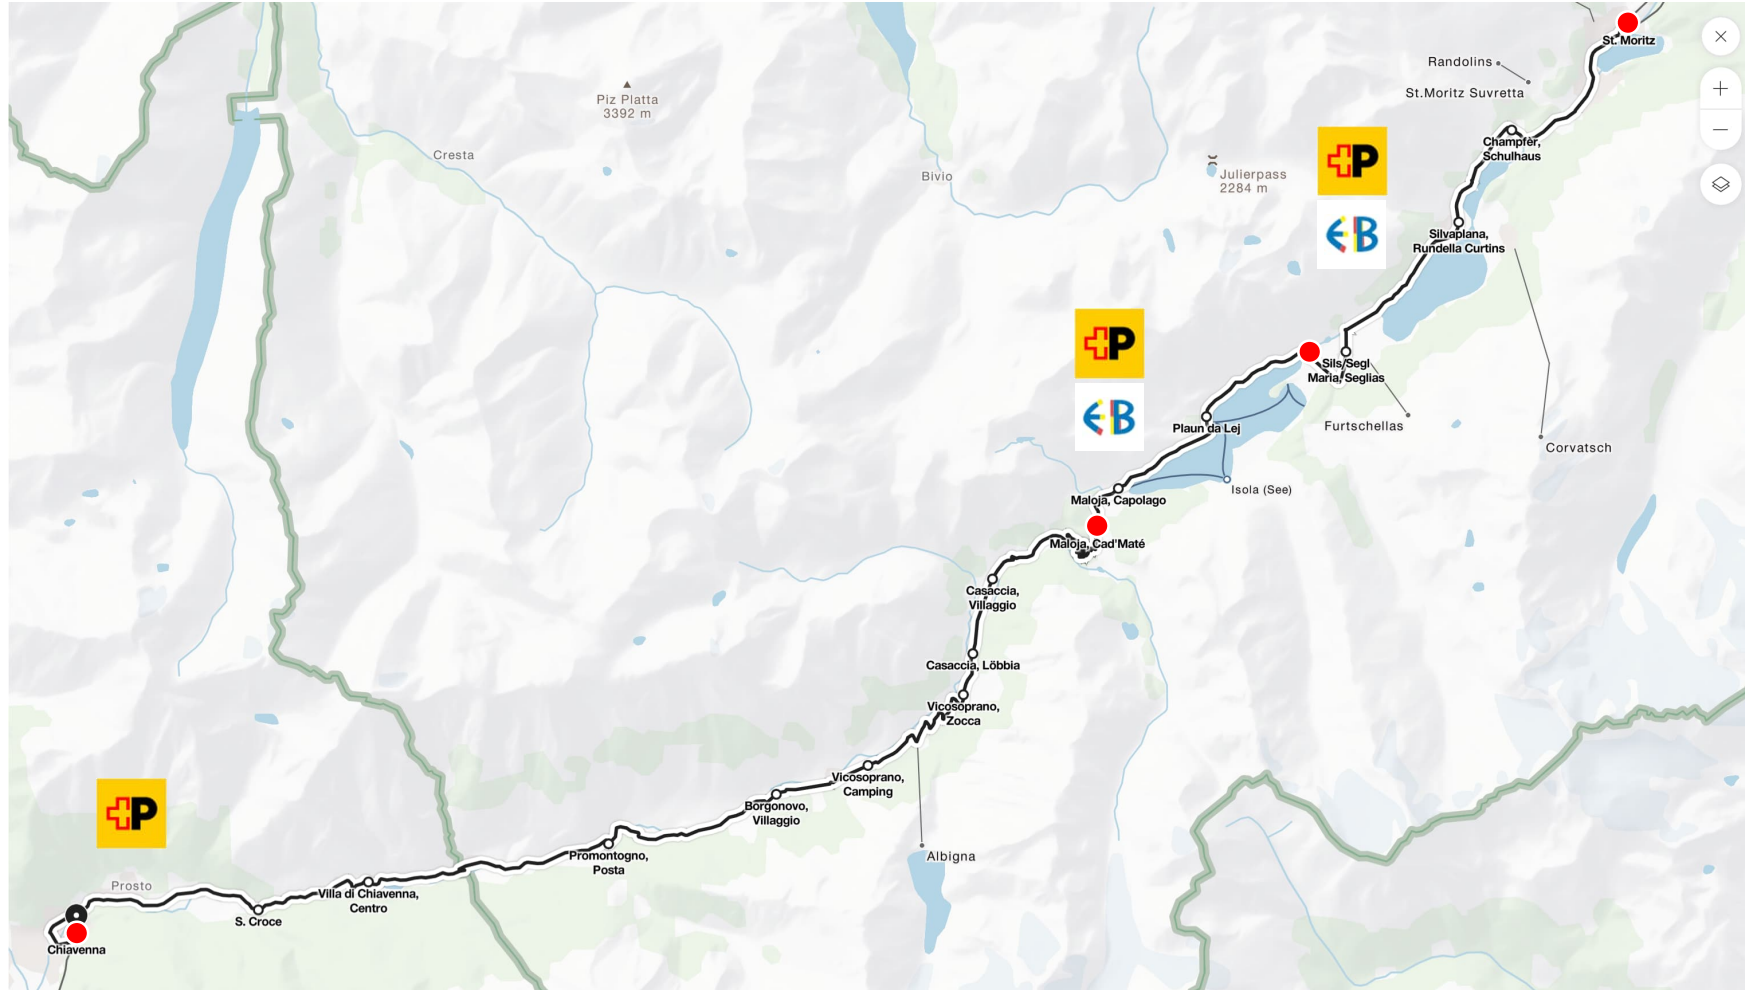 St. Moritz
Randolins
St.Moritz Suvretta
Piz Platta
3392 m
Champfèr,
Schulhaus
Cresta
P
Bivio
Julierpass
2284 m
EB
Silvaplana,
Rundella Curtins
P
Sils/Segl
Maria, Seglias
EB
Plaun da Lej
Furtschellas
Corvatsch
Isola (See)
Maloja, Capolago
Maloja, Cad'Maté
Casaccia,
Villaggio
Casaccia, Löbbia
Vicosoprano,
Zocca
Vicosoprano,
Camping
P
Borgonovo,
Villaggio
Albigna
Promontogno,
Posta
Prosto
Villa di Chiavenna,
Centro
S. Croce
Chiavenna